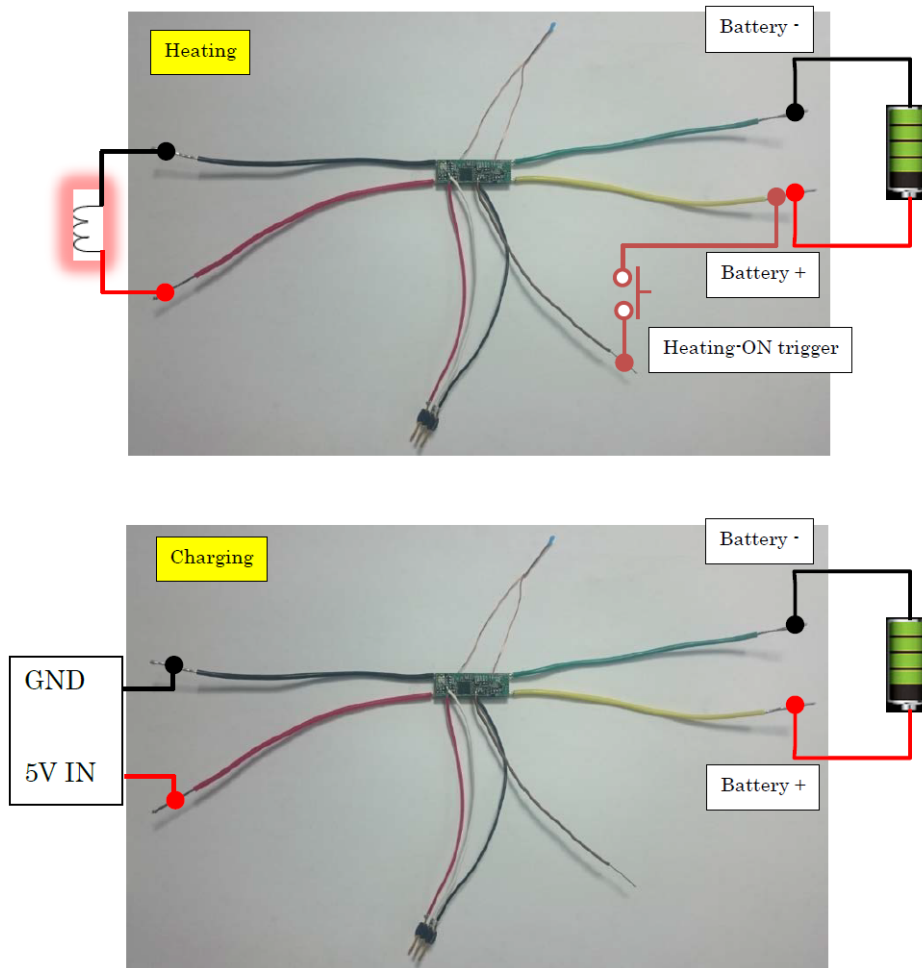 Heating
Battery -
Battery +
Heating-ON trigger
Charging
Battery -
GND
5V IN
Battery +